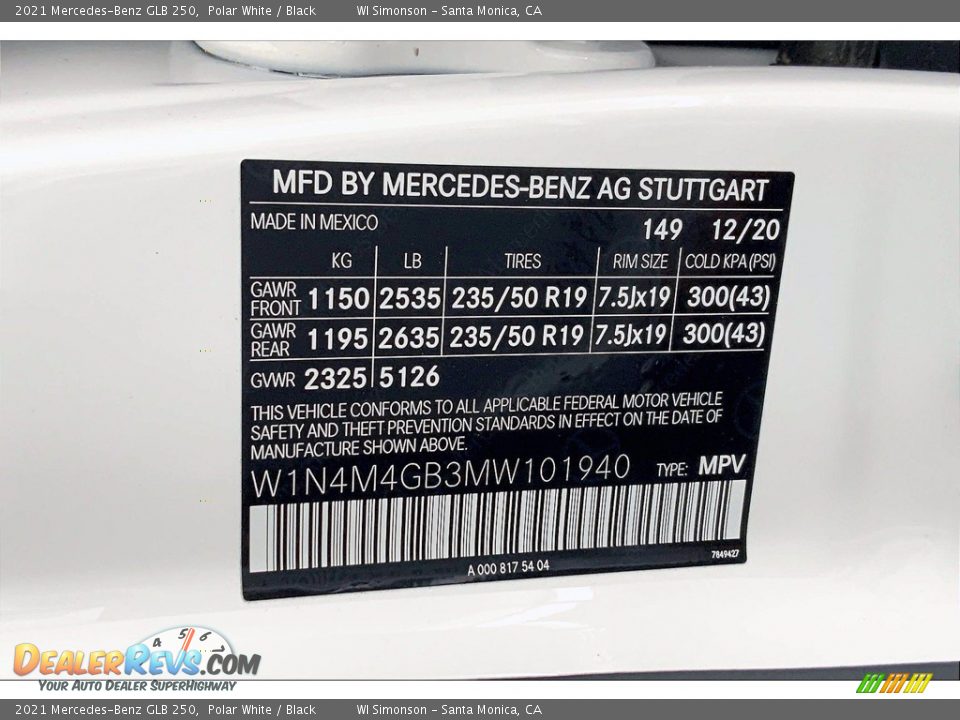 2021 Mercedes-Benz GLB 250, Polar White / Black WI Simonson - Santa Monica, CA
MFD BY MERCEDES-BENZ AG STUTTGART
MADE IN MEXICO 149 12/20
KG LB TIRES RIM SIZE COLD KPA (PSI)
GAWR FRONT 1150 2535 235/50 R19 7.5Jx19 300(43)
GAWR REAR 1195 2635 235/50 R19 7.5Jx19 300(43)
GVWR 2325 5126
THIS VEHICLE CONFORMS TO ALL APPLICABLE FEDERAL MOTOR VEHICLE
SAFETY AND THEFT PREVENTION STANDARDS IN EFFECT ON THE DATE OF
MANUFACTURE SHOWN ABOVE.
W1N4M4GB3MW101940 TYPE: MPV
7849427
A 000 817 54 04
4 5 6
DEALERREVS.COM
YOUR AUTO DEALER SUPERHIGHWAY
2021 Mercedes-Benz GLB 250, Polar White / Black WI Simonson - Santa Monica, CA